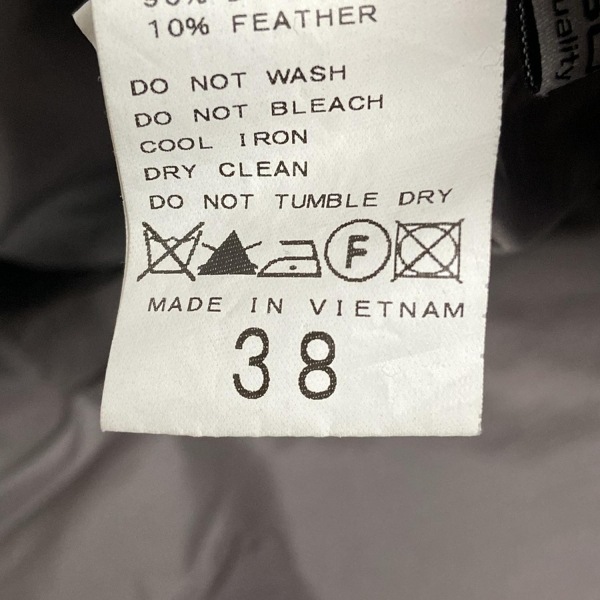 10% FEATHER
DO NOT WASH
DO NOT BLEACH
COOL IRON
DRY CLEAN
DO NOT TUMBLE DRY
F
MADE IN VIETNAM
38
uality